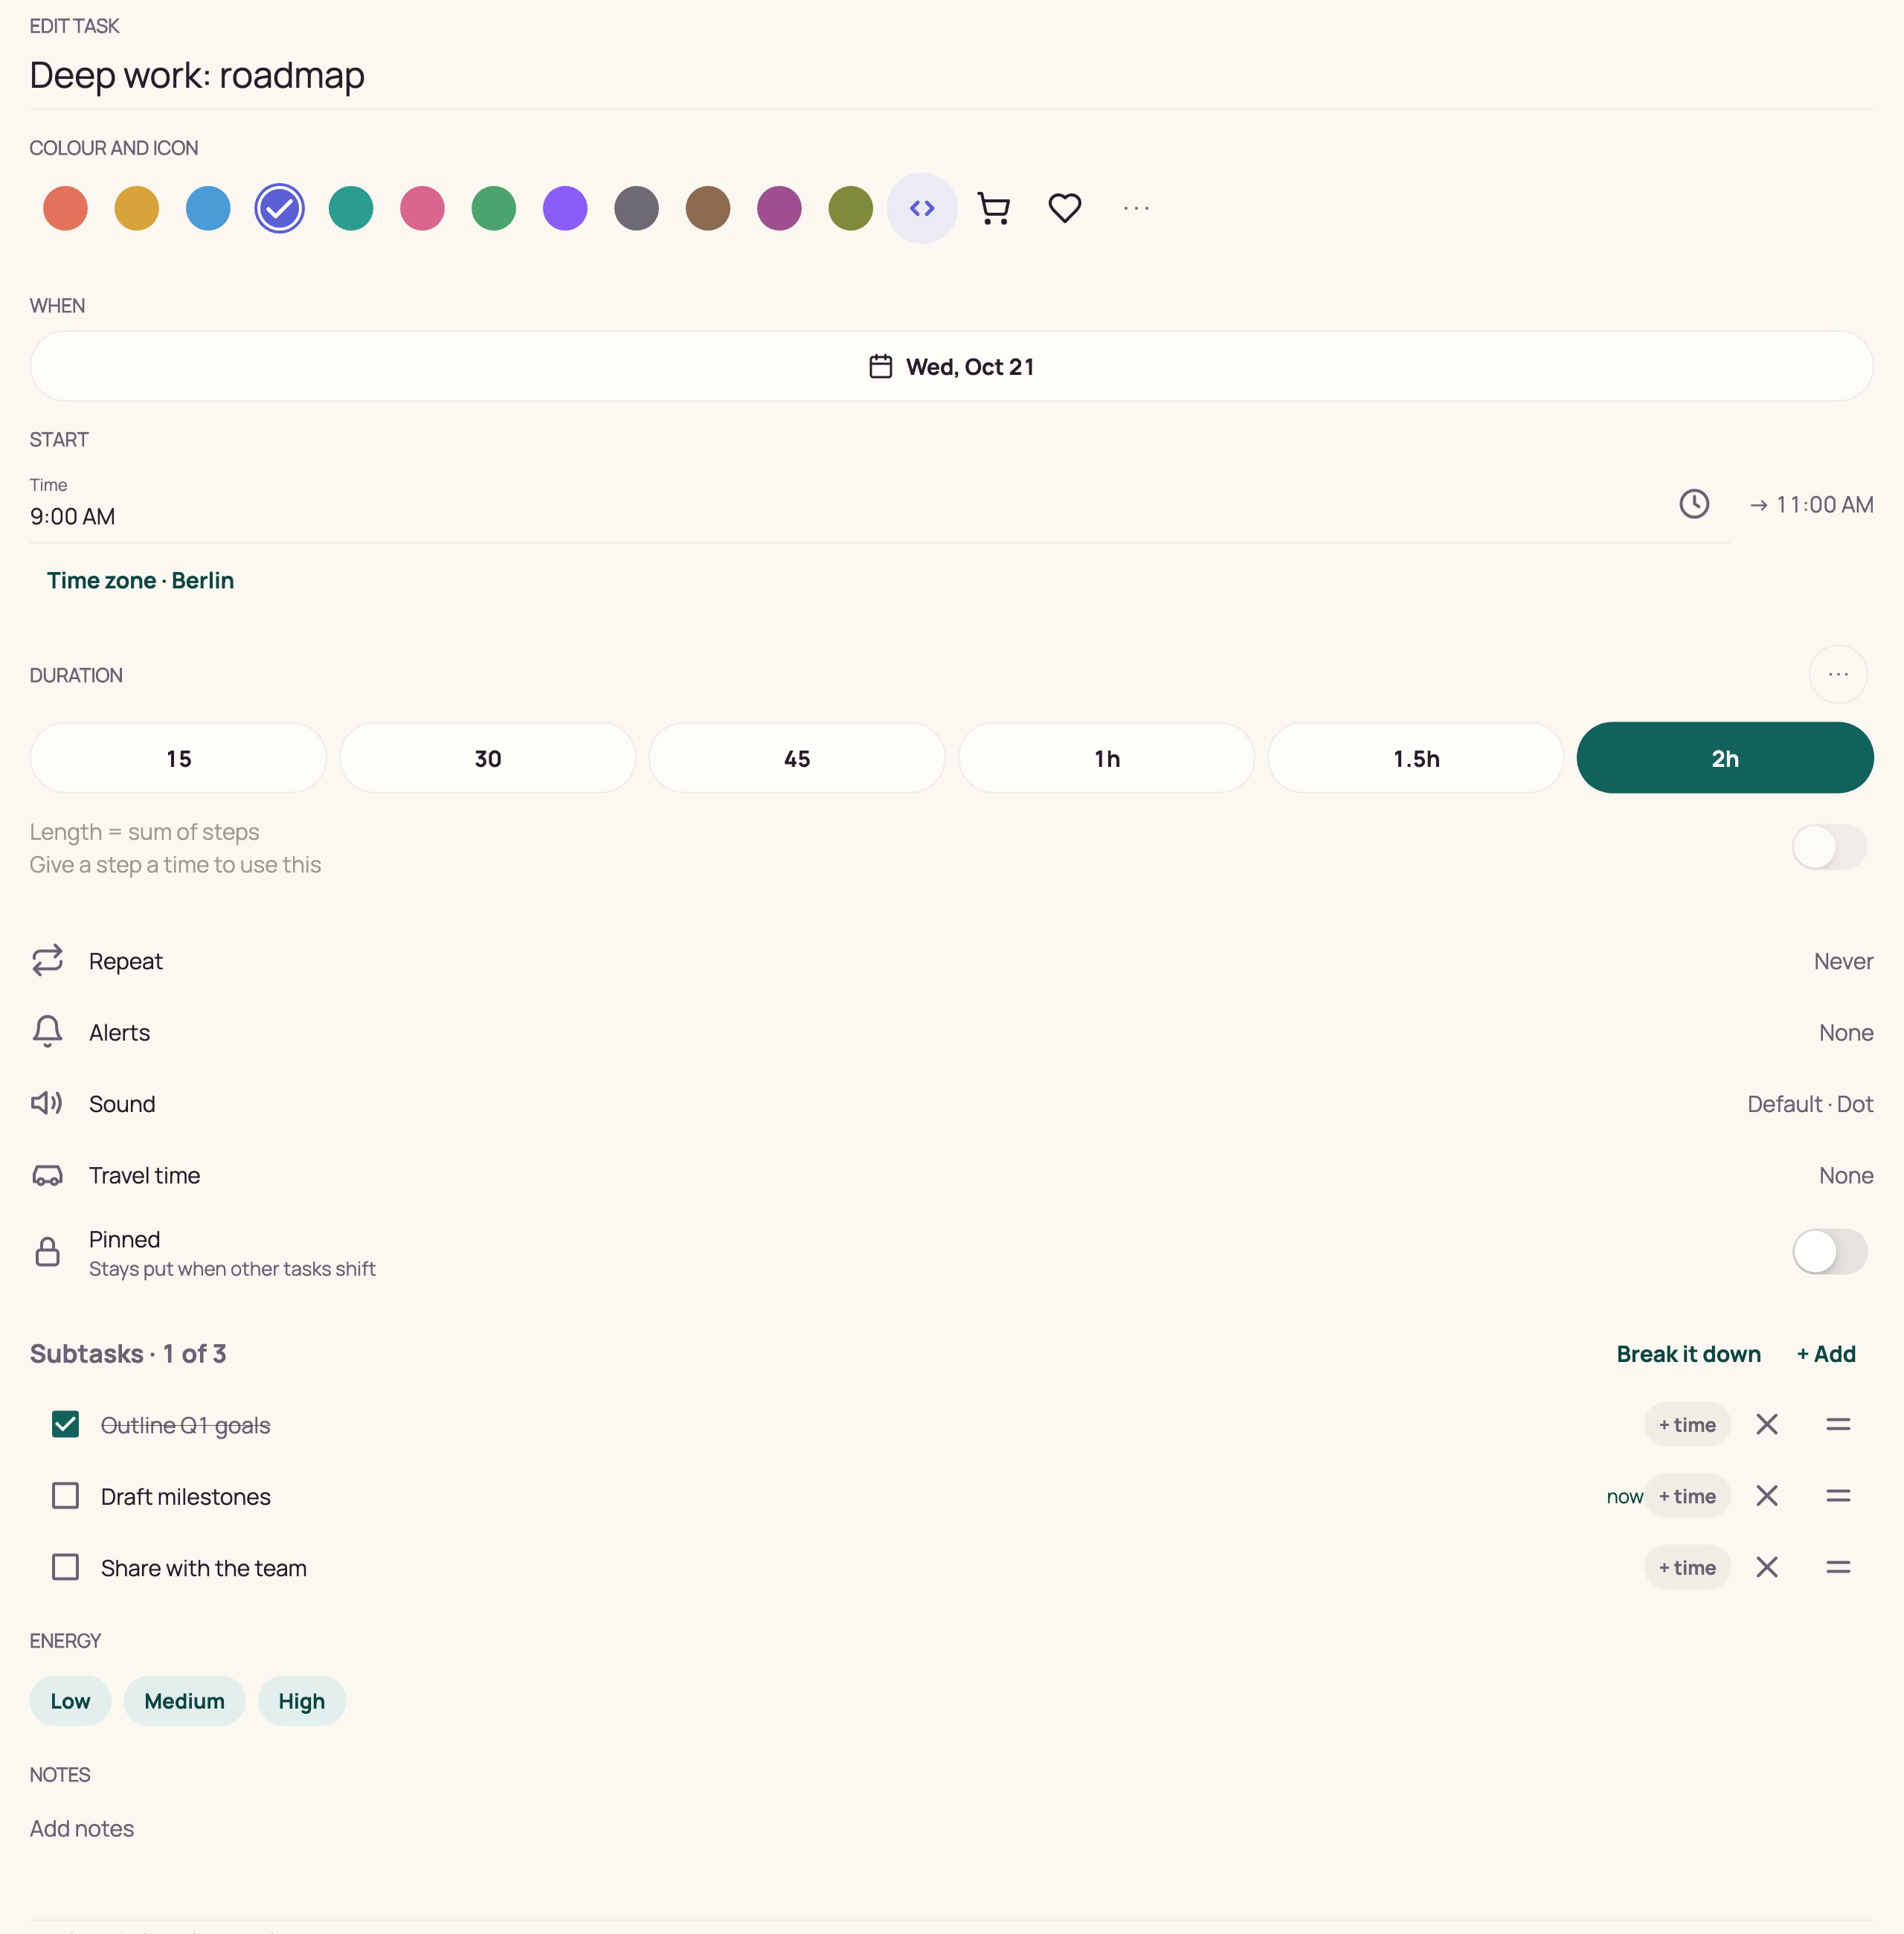 EDIT TASK
Deep work: roadmap
COLOUR AND ICON
WHEN
Wed, Oct 21
START
Time
9:00 AM
→ 11:00 AM
Time zone · Berlin
DURATION
15 30 45 1h 1.5h 2h
Length = sum of steps
Give a step a time to use this
Repeat Never
Alerts None
Sound Default · Dot
Travel time None
Pinned
Stays put when other tasks shift
Subtasks · 1 of 3 Break it down + Add
Outline Q1 goals + time
Draft milestones now + time
Share with the team + time
ENERGY
Low Medium High
NOTES
Add notes